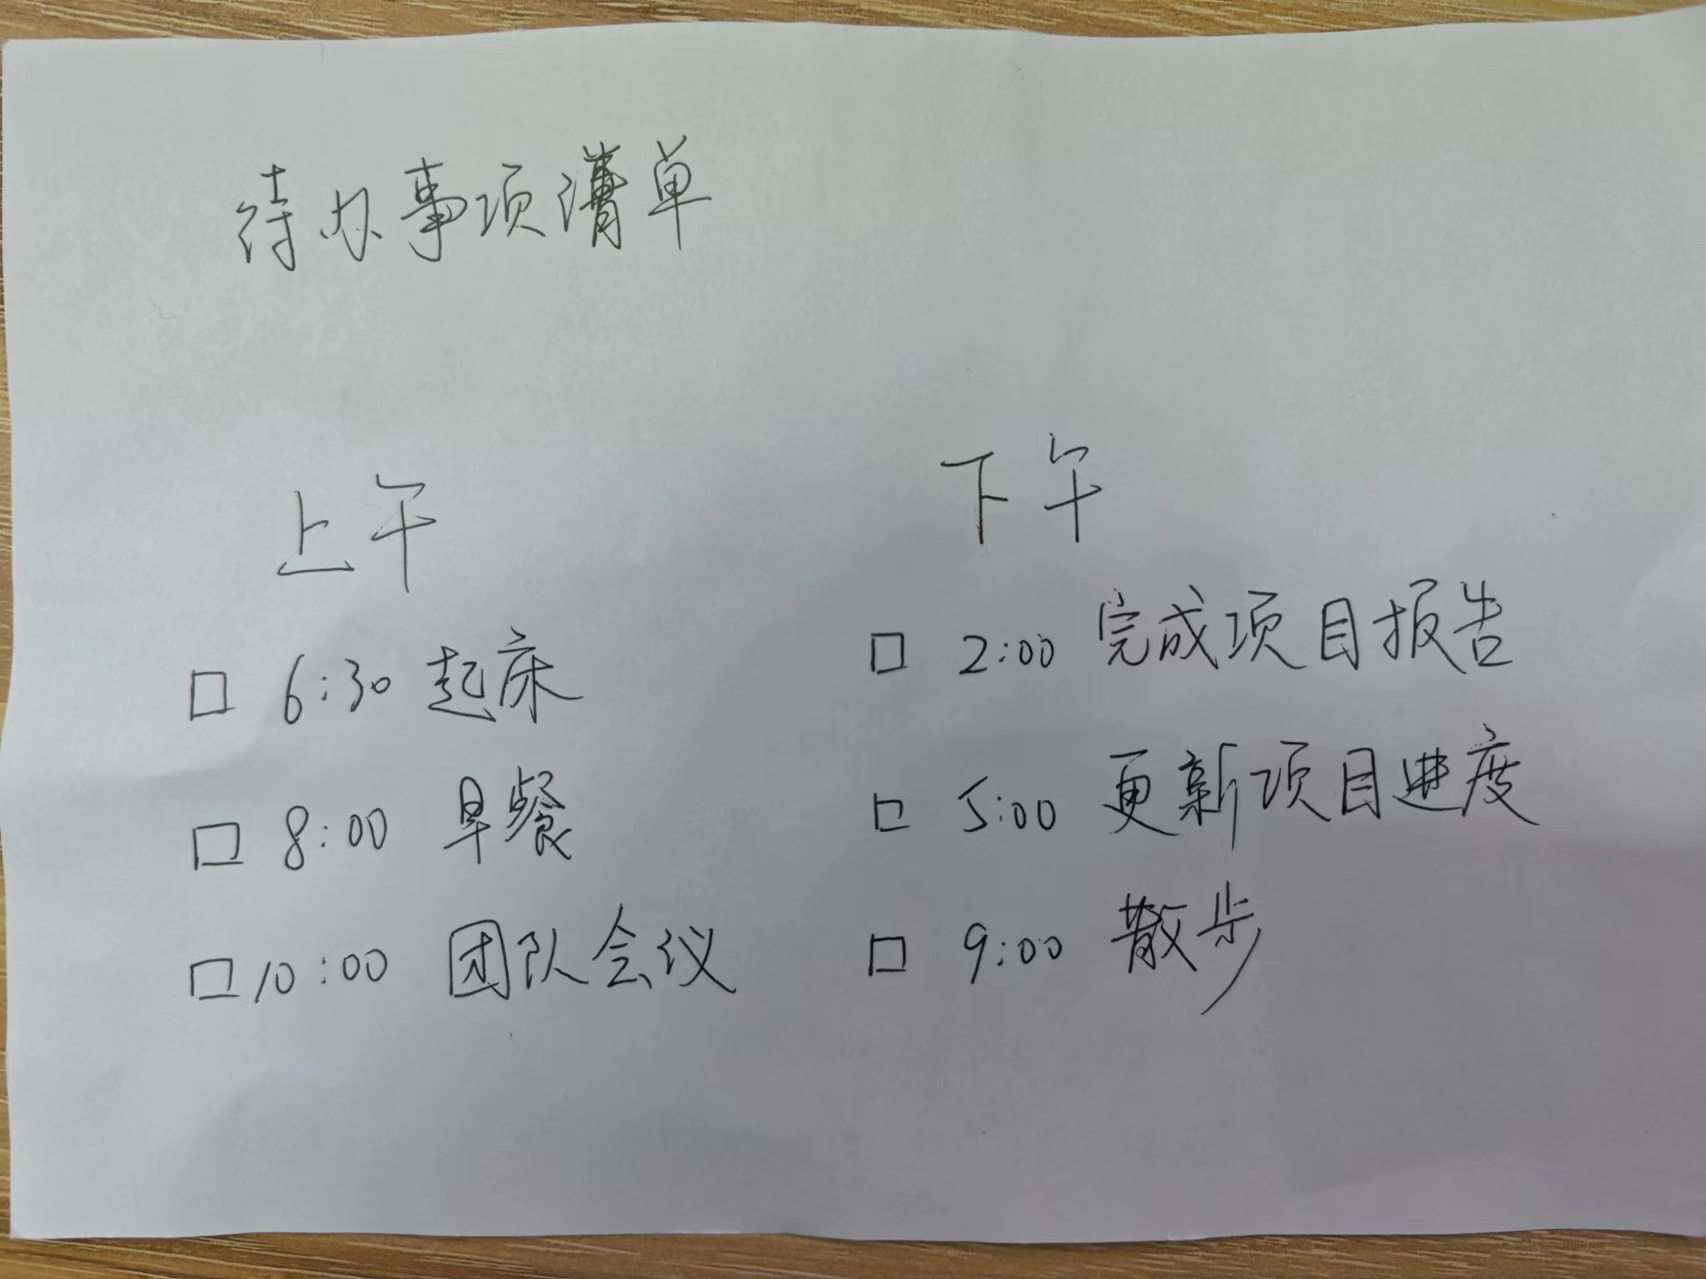 待办事项清单
上午
□ 6:30 起床
□ 8:00 早餐
□ 10:00 团队会议
下午
□ 2:00 完成项目报告
□ 5:00 更新项目进度
□ 9:00 散步